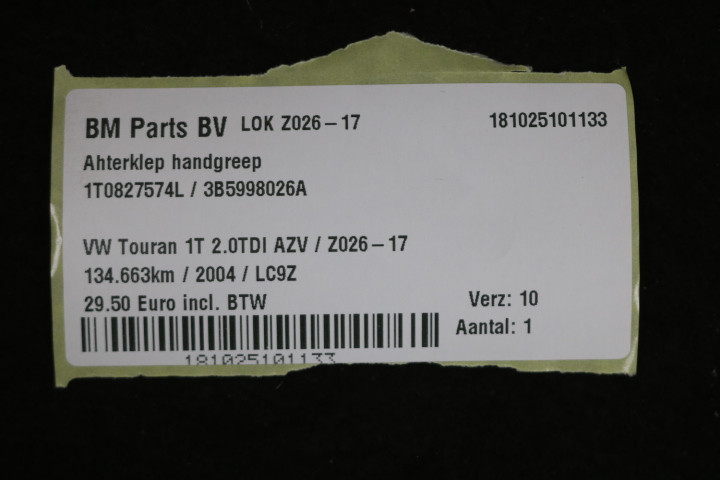 BM Parts BV LOK Z026-17 181025101133
Ahterklep handgreep
1T0827574L / 3B5998026A
VW Touran 1T 2.0TDI AZV / Z026-17
134.663km / 2004 / LC9Z
29.50 Euro incl. BTW
Verz: 10
Aantal: 1
181025101133